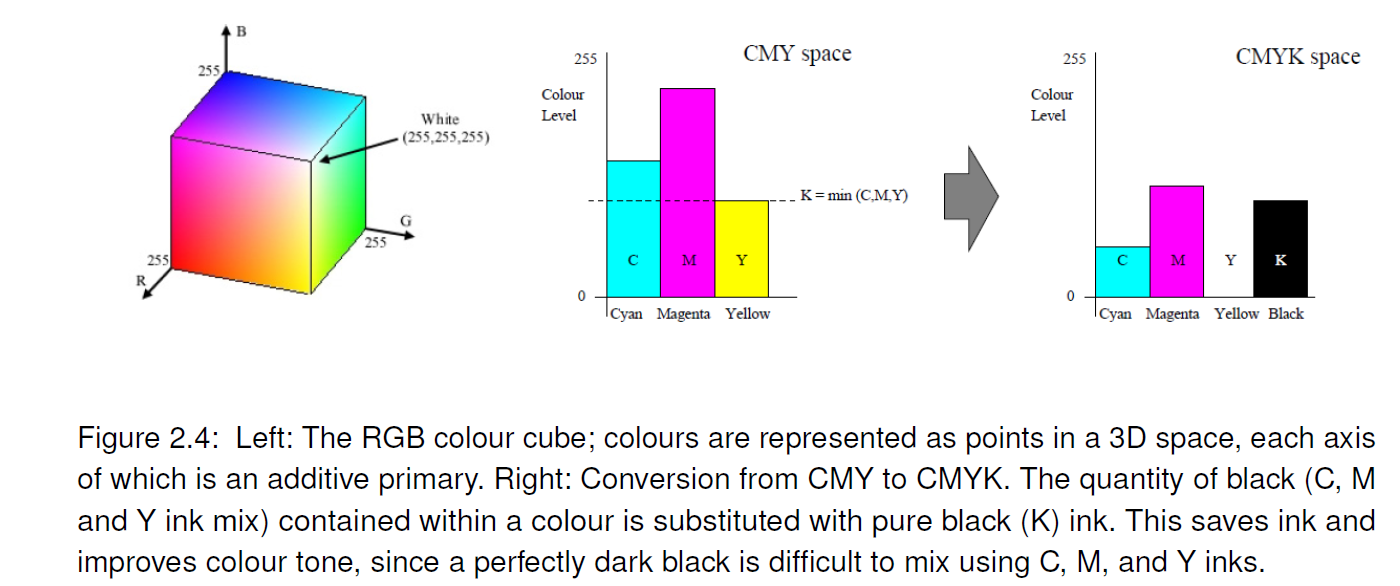 B
255
White
(255,255,255)
G
255
255
R
CMY space
255
Colour
Level
K = min (C,M,Y)
C M Y
0
Cyan Magenta Yellow
CMYK space
255
Colour
Level
C M Y K
0
Cyan Magenta Yellow Black
Figure 2.4: Left: The RGB colour cube; colours are represented as points in a 3D space, each axis
of which is an additive primary. Right: Conversion from CMY to CMYK. The quantity of black (C, M
and Y ink mix) contained within a colour is substituted with pure black (K) ink. This saves ink and
improves colour tone, since a perfectly dark black is difficult to mix using C, M, and Y inks.